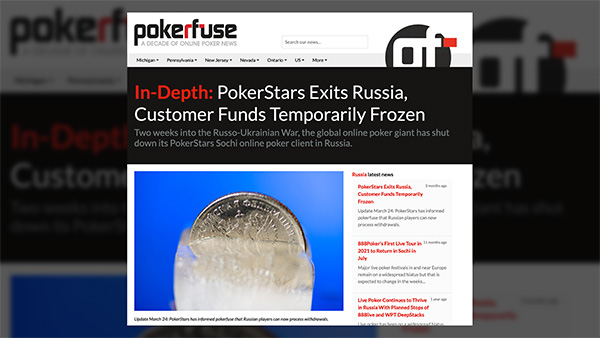 pokerfuse
A DECADE OF ONLINE POKER NEWS
Search our news...
Michigan Pennsylvania New Jersey Nevada Ontario US More
In-Depth: PokerStars Exits Russia,
Customer Funds Temporarily Frozen
Two weeks into the Russo-Ukrainian War, the global online poker giant has shut
down its PokerStars Sochi online poker client in Russia.
Russia latest news
PokerStars Exits Russia, 3 months ago
Customer Funds Temporarily
Frozen
Update March 24: PokerStars has informed
pokerfuse that Russian players can now
process withdrawals.
888Poker's First Live Tour in 11 months ago
2021 to Return in Sochi in
July
Major live poker festivals in and near Europe
remain on a widespread hiatus but that is
expected to change in the weeks...
Live Poker Continues to Thrive 1 year ago
in Russia With Planned Stops of
888live and WPT DeepStacks
Live poker has been on a widespread hiatus
Update March 24: PokerStars has informed pokerfuse that Russian players can now process withdrawals.